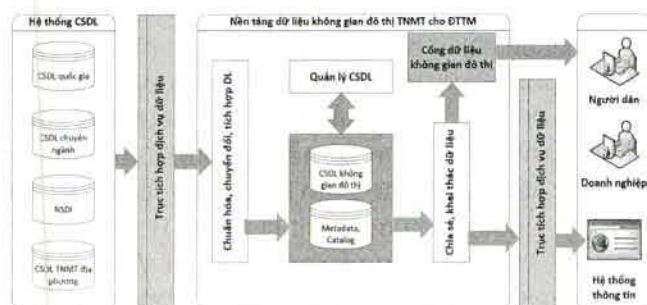 Hệ thống CSDL
CSDL quốc gia
CSDL chuyên
ngành
NSDI
CSDL TNMT địa
phương
Trục tích hợp dịch vụ dữ liệu
Nền tảng dữ liệu không gian đô thị TNMT cho ĐTTM
Chuẩn hóa, chuyển đổi, tích hợp DL
Quản lý CSDL
CSDL không
gian đô thị
Metadata,
Catalog
Cổng dữ liệu
không gian đô thị
Chia sẻ, khai thác dữ liệu
Trục tích hợp dịch vụ dữ liệu
Người dân
Doanh nghiệp
Hệ thống
thông tin